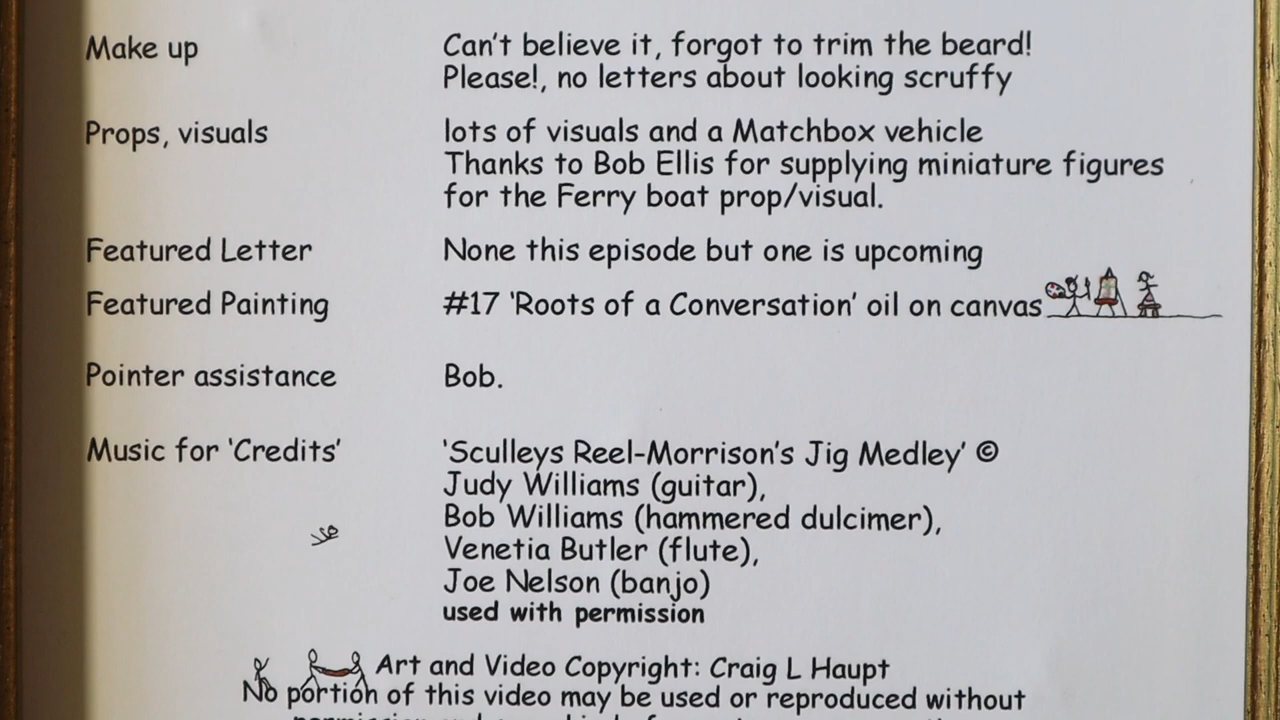 Make up Can't believe it, forgot to trim the beard!
Please!, no letters about looking scruffy
Props, visuals lots of visuals and a Matchbox vehicle
Thanks to Bob Ellis for supplying miniature figures
for the Ferry boat prop/visual.
Featured Letter None this episode but one is upcoming
Featured Painting #17 'Roots of a Conversation' oil on canvas
Pointer assistance Bob.
Music for 'Credits' 'Sculleys Reel-Morrison's Jig Medley' ©
Judy Williams (guitar),
Bob Williams (hammered dulcimer),
Venetia Butler (flute),
Joe Nelson (banjo)
used with permission
Art and Video Copyright: Craig L Haupt
No portion of this video may be used or reproduced without